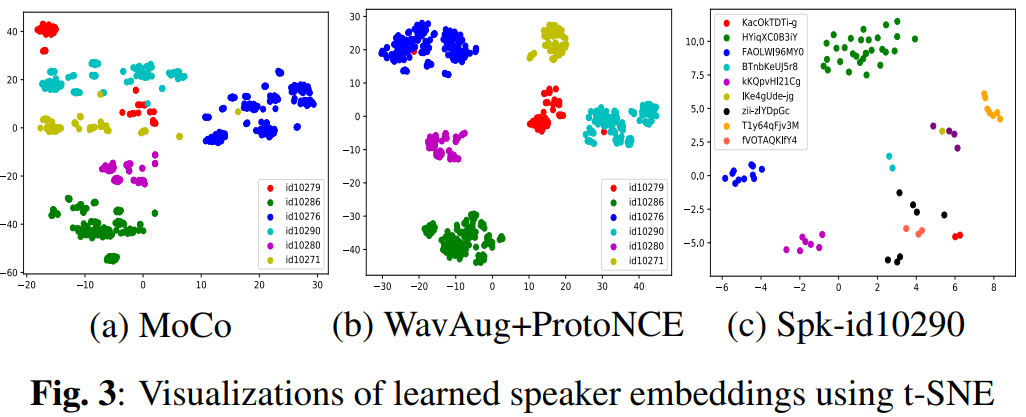 40
20
0
−20
−40
−60
−20 −10 0 10 20 30
id10279
id10286
id10276
id10290
id10280
id10271
30
20
10
0
−10
−20
−30
−40
−30 −20 −10 0 10 20 30 40
id10279
id10286
id10276
id10290
id10280
id10271
10.0
7.5
5.0
2.5
0.0
−2.5
−5.0
−6 −4 −2 0 2 4 6 8
KacOkTDTi-g
HYiqXC0B3iY
FAOLWI96MY0
BTnbKeUJ5r8
kKQpvHI21Cg
IKe4gUde-jg
zii-zlYDpGc
T1y64qFjv3M
fVOTAQKIfY4
(a) MoCo
(b) WavAug+ProtoNCE
(c) Spk-id10290
Fig. 3: Visualizations of learned speaker embeddings using t-SNE